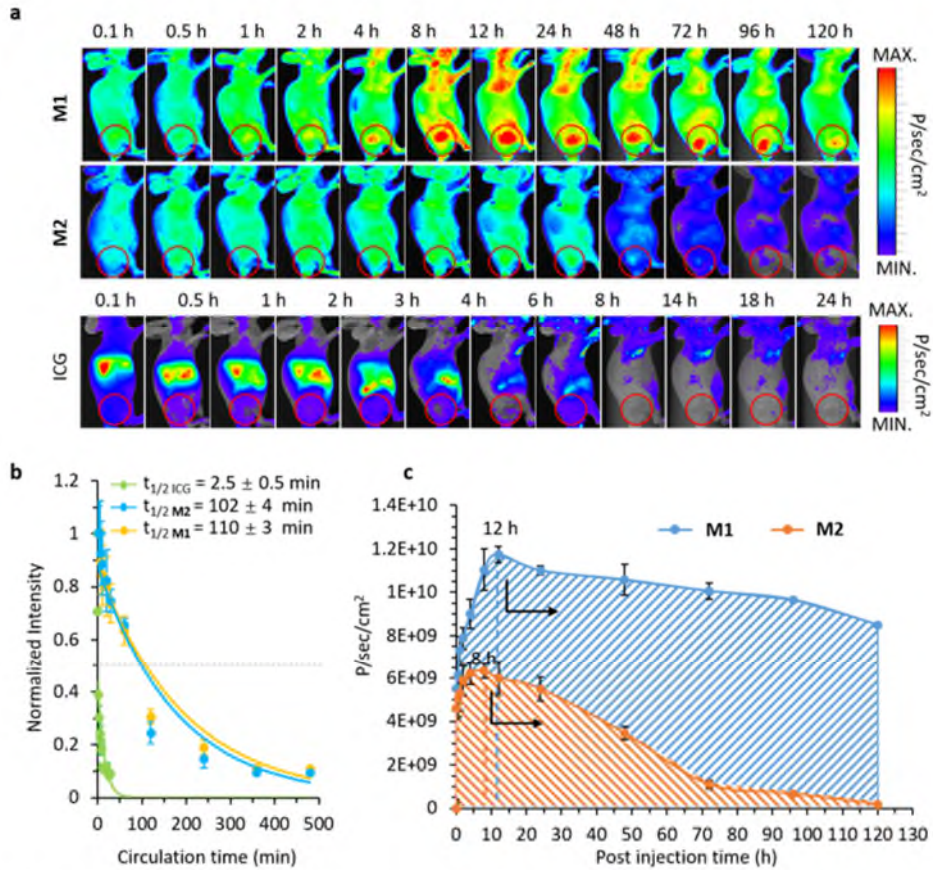 a
0.1 h 0.5 h 1 h 2 h 4 h 8 h 12 h 24 h 48 h 72 h 96 h 120 h
MAX.
M1
P/sec/cm²
M2
MIN.
0.1 h 0.5 h 1 h 2 h 3 h 4 h 6 h 8 h 14 h 18 h 24 h
MAX.
ICG
P/sec/cm²
MIN.
b
t1/2 ICG = 2.5 ± 0.5 min
t1/2 M2 = 102 ± 4 min
t1/2 M1 = 110 ± 3 min
1.2
1
0.8
0.6
0.4
0.2
0
Normalized Intensity
0 100 200 300 400 500
Circulation time (min)
c
M1 M2
12 h
8 h
1.4E+10
1.2E+10
1E+10
8E+09
6E+09
4E+09
2E+09
0
P/sec/cm²
0 10 20 30 40 50 60 70 80 90 100 110 120 130
Post injection time (h)